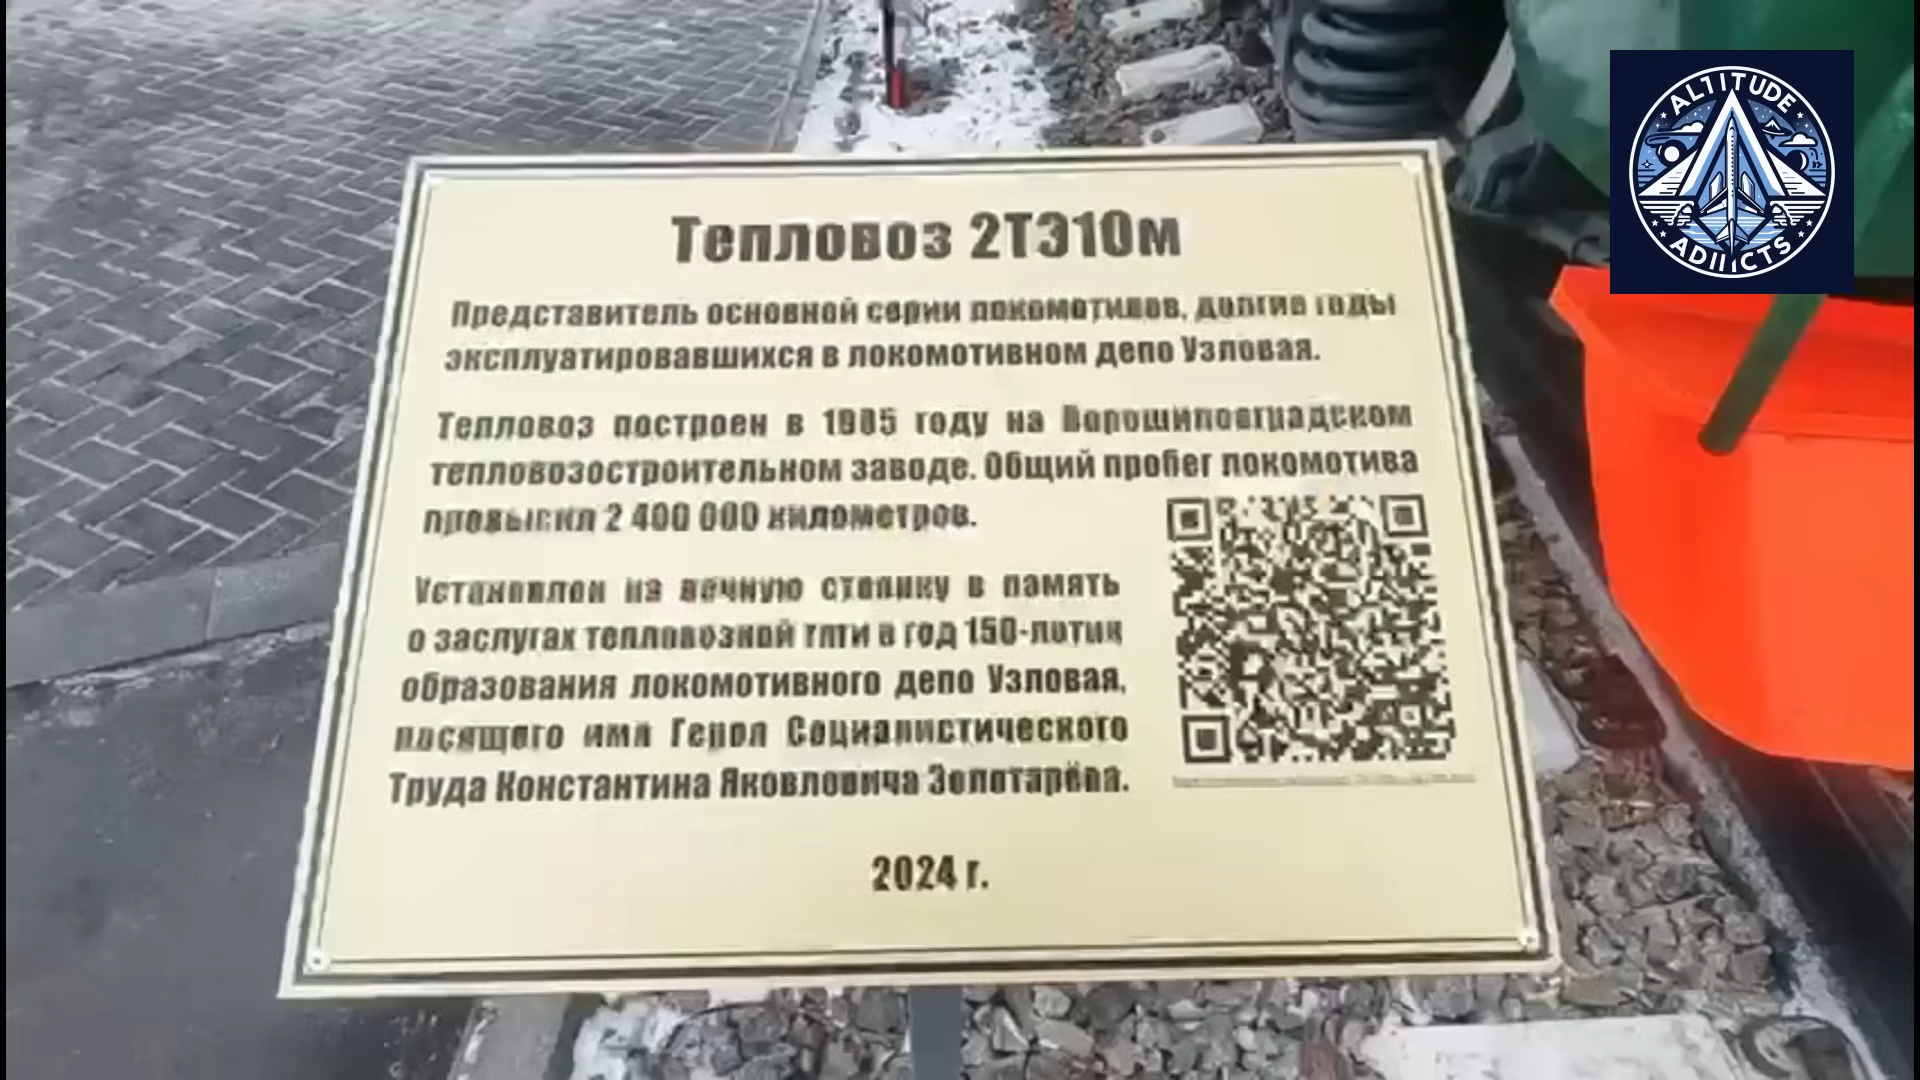 ALTITUDE
ADIICTS
Тепловоз 2ТЭ10м
Представитель основной серии локомотивов, долгие годы
эксплуатировавшихся в локомотивном депо Узловая.
Тепловоз построен в 1985 году на Ворошиловградском
тепловозостроительном заводе. Общий пробег локомотива
превысил 2 400 000 километров.
Установлен на вечную стоянку в память
о заслугах тепловозной тяги в год 150-летия
образования локомотивного депо Узловая,
носящего имя Героя Социалистического
Труда Константина Яковлевича Золотарёва.
2024 г.